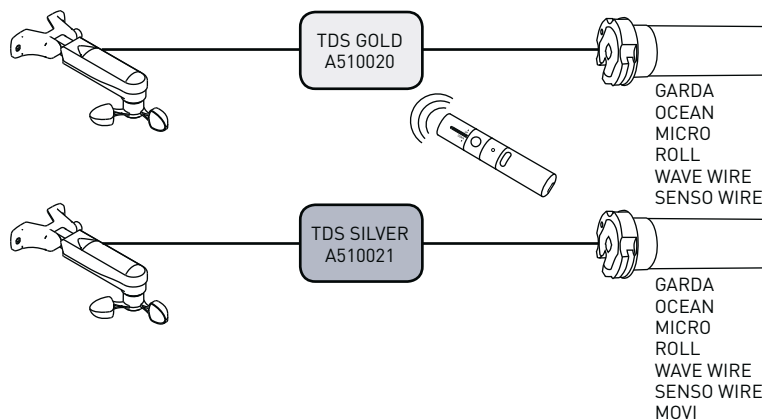 TDS GOLD
A510020
GARDA
OCEAN
MICRO
ROLL
WAVE WIRE
SENSO WIRE
TDS SILVER
A510021
GARDA
OCEAN
MICRO
ROLL
WAVE WIRE
SENSO WIRE
MOVI